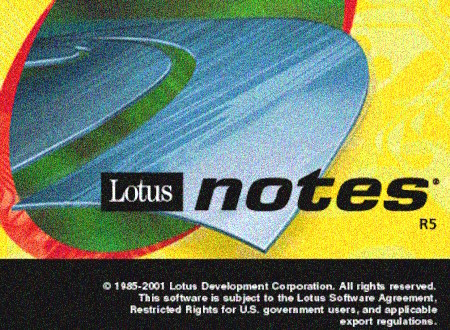 Lotus notes®
R5
© 1985-2001 Lotus Development Corporation. All rights reserved.
This software is subject to the Lotus Software Agreement,
Restricted Rights for U.S. government users, and applicable
export regulations.